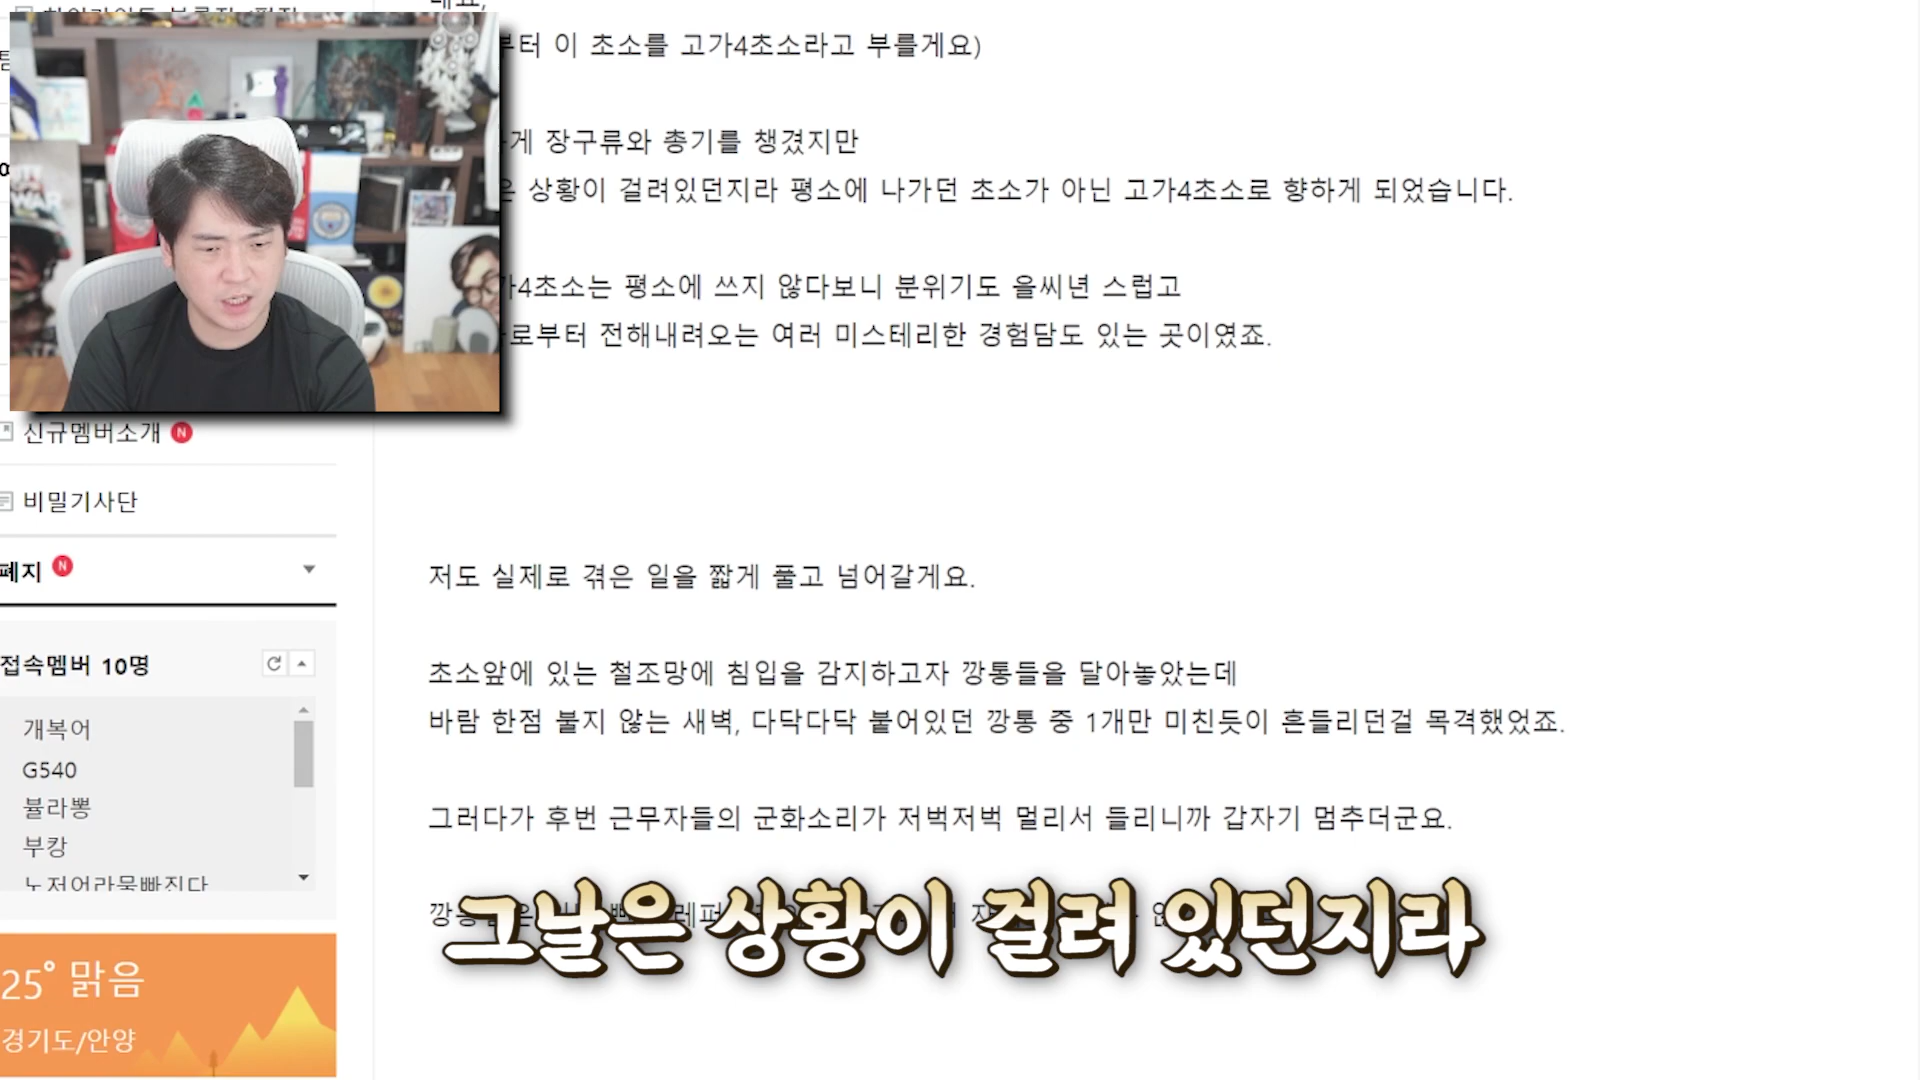 부터 이 초소를 고가4초소라고 부를게요)
게 장구류와 총기를 챙겼지만
은 상황이 걸려있던지라 평소에 나가던 초소가 아닌 고가4초소로 향하게 되었습니다.
가4초소는 평소에 쓰지 않다보니 분위기도 을씨년 스럽고
로부터 전해내려오는 여러 미스테리한 경험담도 있는 곳이였죠.
신규멤버소개 N
비밀기사단
폐지 N
접속멤버 10명
개복어
G540
뷸라뽕
부캉
노저어라물빠진다
25° 맑음
경기도/안양
저도 실제로 겪은 일을 짧게 풀고 넘어갈게요.
초소앞에 있는 철조망에 침입을 감지하고자 깡통들을 달아놓았는데
바람 한점 불지 않는 새벽, 다닥다닥 붙어있던 깡통 중 1개만 미친듯이 흔들리던걸 목격했었죠.
그러다가 후번 근무자들의 군화소리가 저벅저벅 멀리서 들리니까 갑자기 멈추더군요.
그날은 상황이 걸려 있던지라